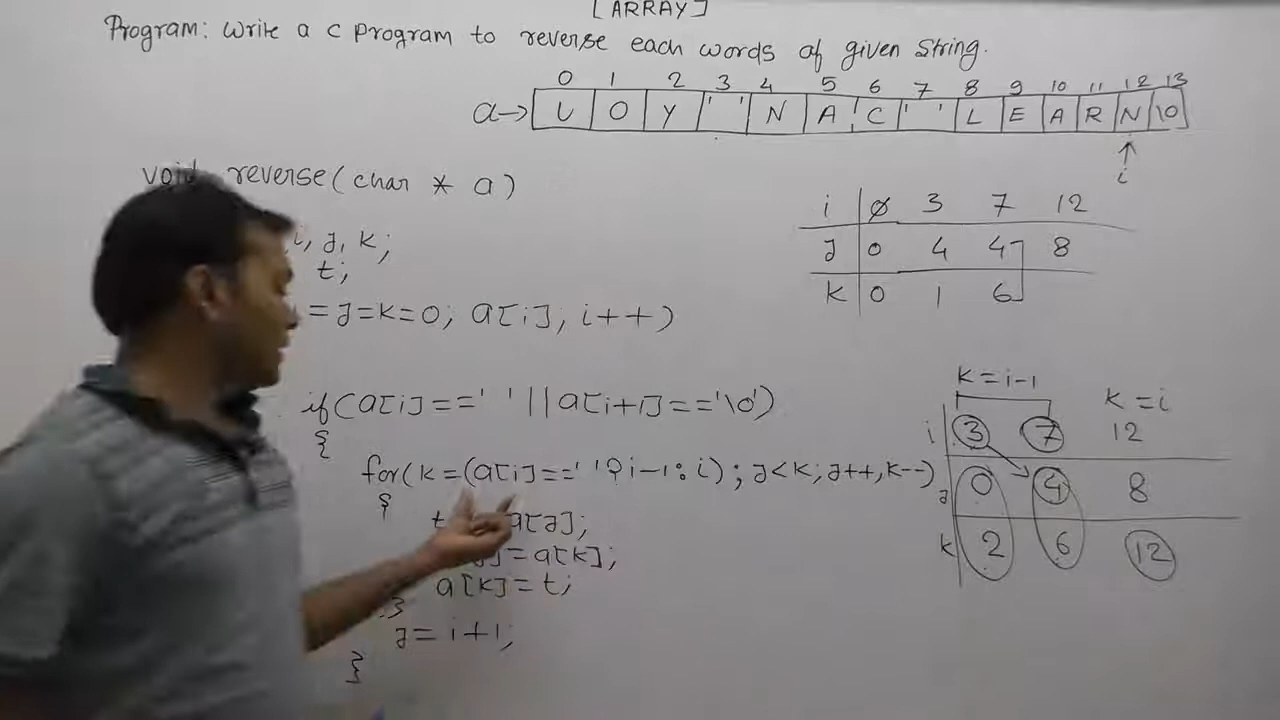 [ARRAY]
Program: Write a C program to reverse each words of given String.
0 1 2 3 4 5 6 7 8 9 10 11 12 13
a→ U O Y ' ' N A C ' ' L E A R N \0
↑
i
void reverse(char * a)
i, j, k;
t;
= j=k=0; a[i]; i++)
if(a[i]==' '||a[i+1]=='\0')
{
for(k=(a[i]==' '?i-1:i); j<k; j++,k--)
{
t a[j];
=a[k];
a[k]=t;
}
j= i+1;
}
i 0 3 7 12
j 0 4 4 8
k 0 1 6
k=i-1 k=i
i 3 7 12
j 0 4 8
k 2 6 12